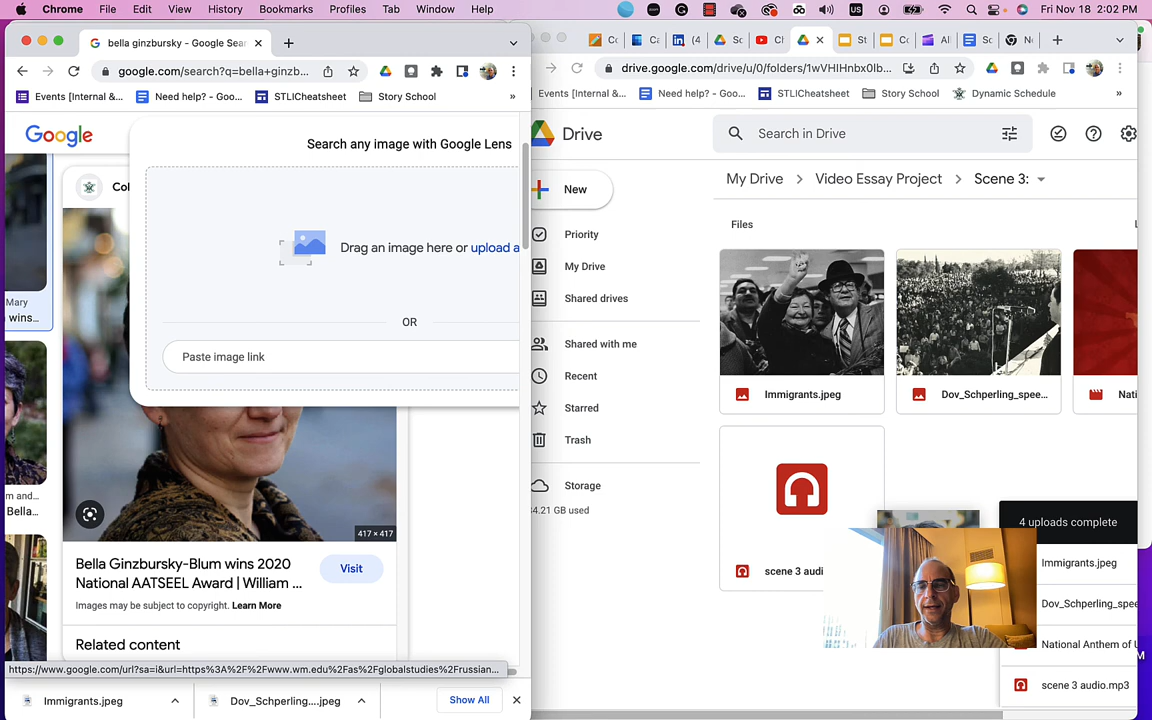 Chrome File Edit View History Bookmarks Profiles Tab Window Help US Fri Nov 18 2:02 PM
bella ginzbursky - Google Sear
google.com/search?q=bella+ginzb...
drive.google.com/drive/u/0/folders/1wVHIHnbx0lb...
Events [Internal &... Need help? - Goo... STLICheatsheet Story School »
Events [Internal &... Need help? - Goo... STLICheatsheet Story School Dynamic Schedule »
Google
Search any image with Google Lens
Drag an image here or upload a
OR
Paste image link
Col
Mary
wins...
m and...
Bella...
417 × 417
Bella Ginzbursky-Blum wins 2020
National AATSEEL Award | William ...
Visit
Images may be subject to copyright. Learn More
Related content
https://www.google.com/url?sa=i&url=https%3A%2F%2Fwww.wm.edu%2Fas%2Fglobalstudies%2Frussian...
Immigrants.jpeg
Dov_Schperling....jpeg
Show All
Drive
Search in Drive
New
My Drive > Video Essay Project > Scene 3:
Priority
My Drive
Shared drives
Shared with me
Recent
Starred
Trash
Storage
34.21 GB used
Files
Immigrants.jpeg
Dov_Schperling_spee...
Nati
scene 3 audi
4 uploads complete
Immigrants.jpeg
Dov_Schperling_spee
National Anthem of U
scene 3 audio.mp3